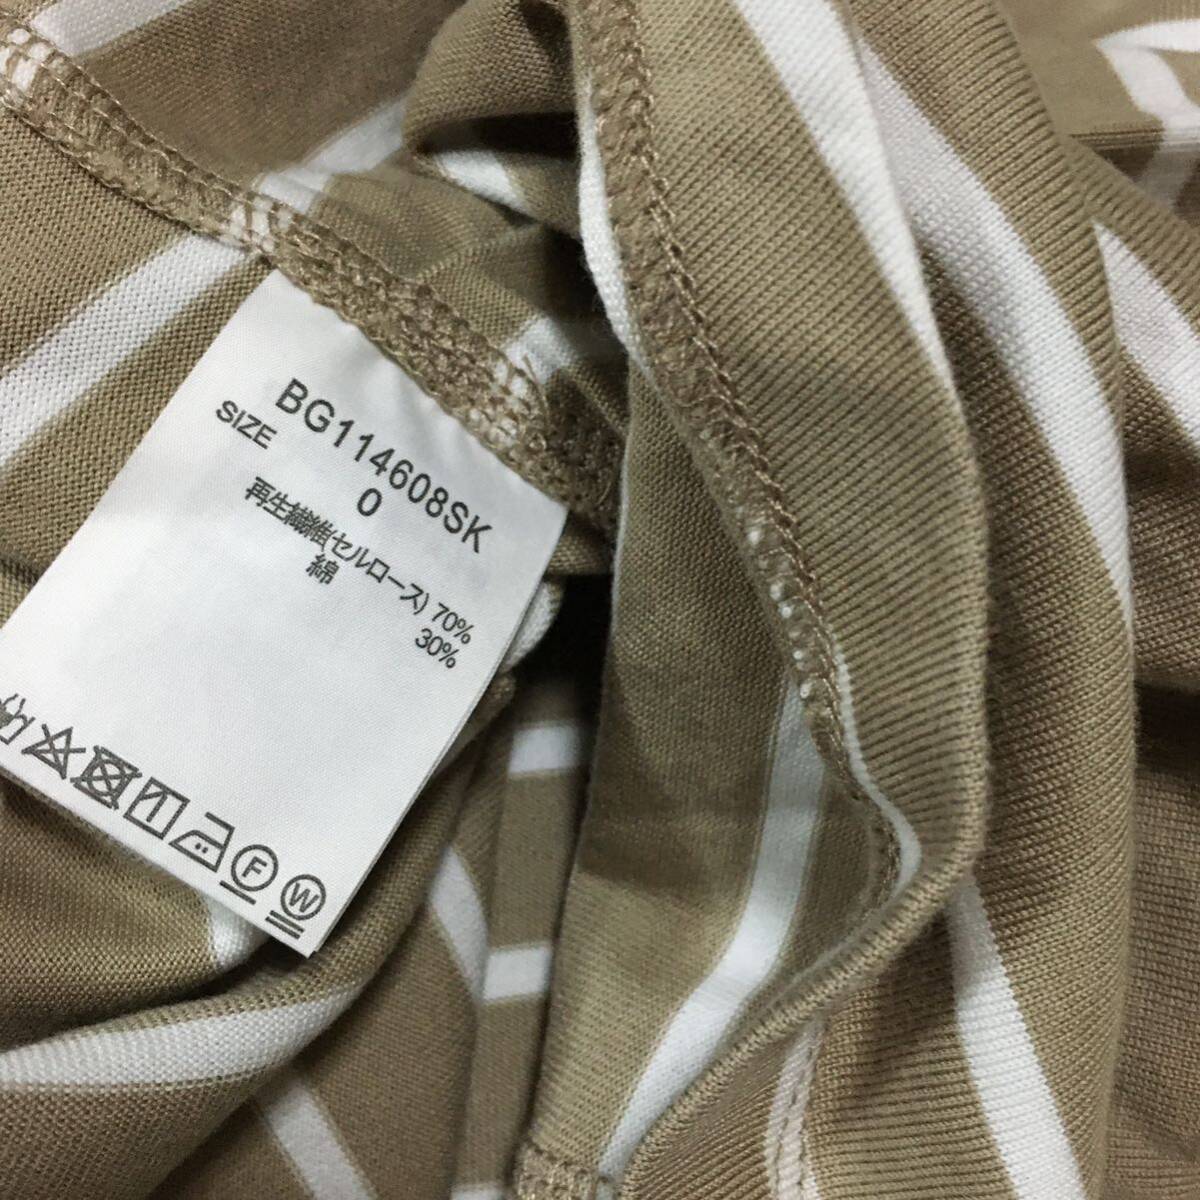 BG114608SK
SIZE 0
再生繊維(セルロース) 70%
綿 30%
F
W